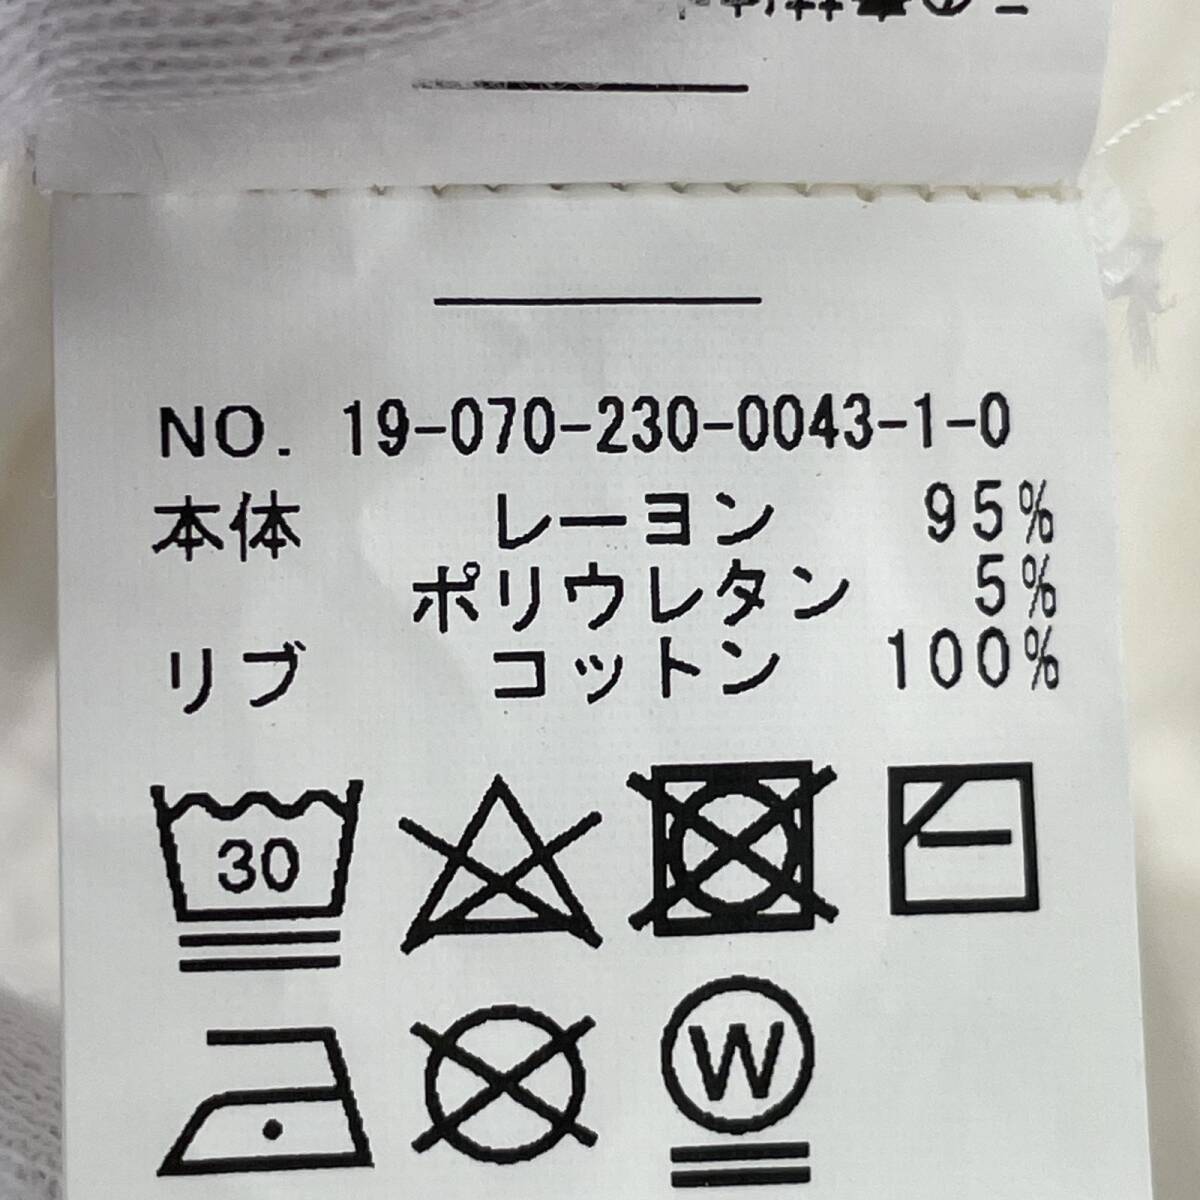 NO. 19-070-230-0043-1-0
本体 レーヨン 95%
ポリウレタン 5%
リブ コットン 100%
30
W